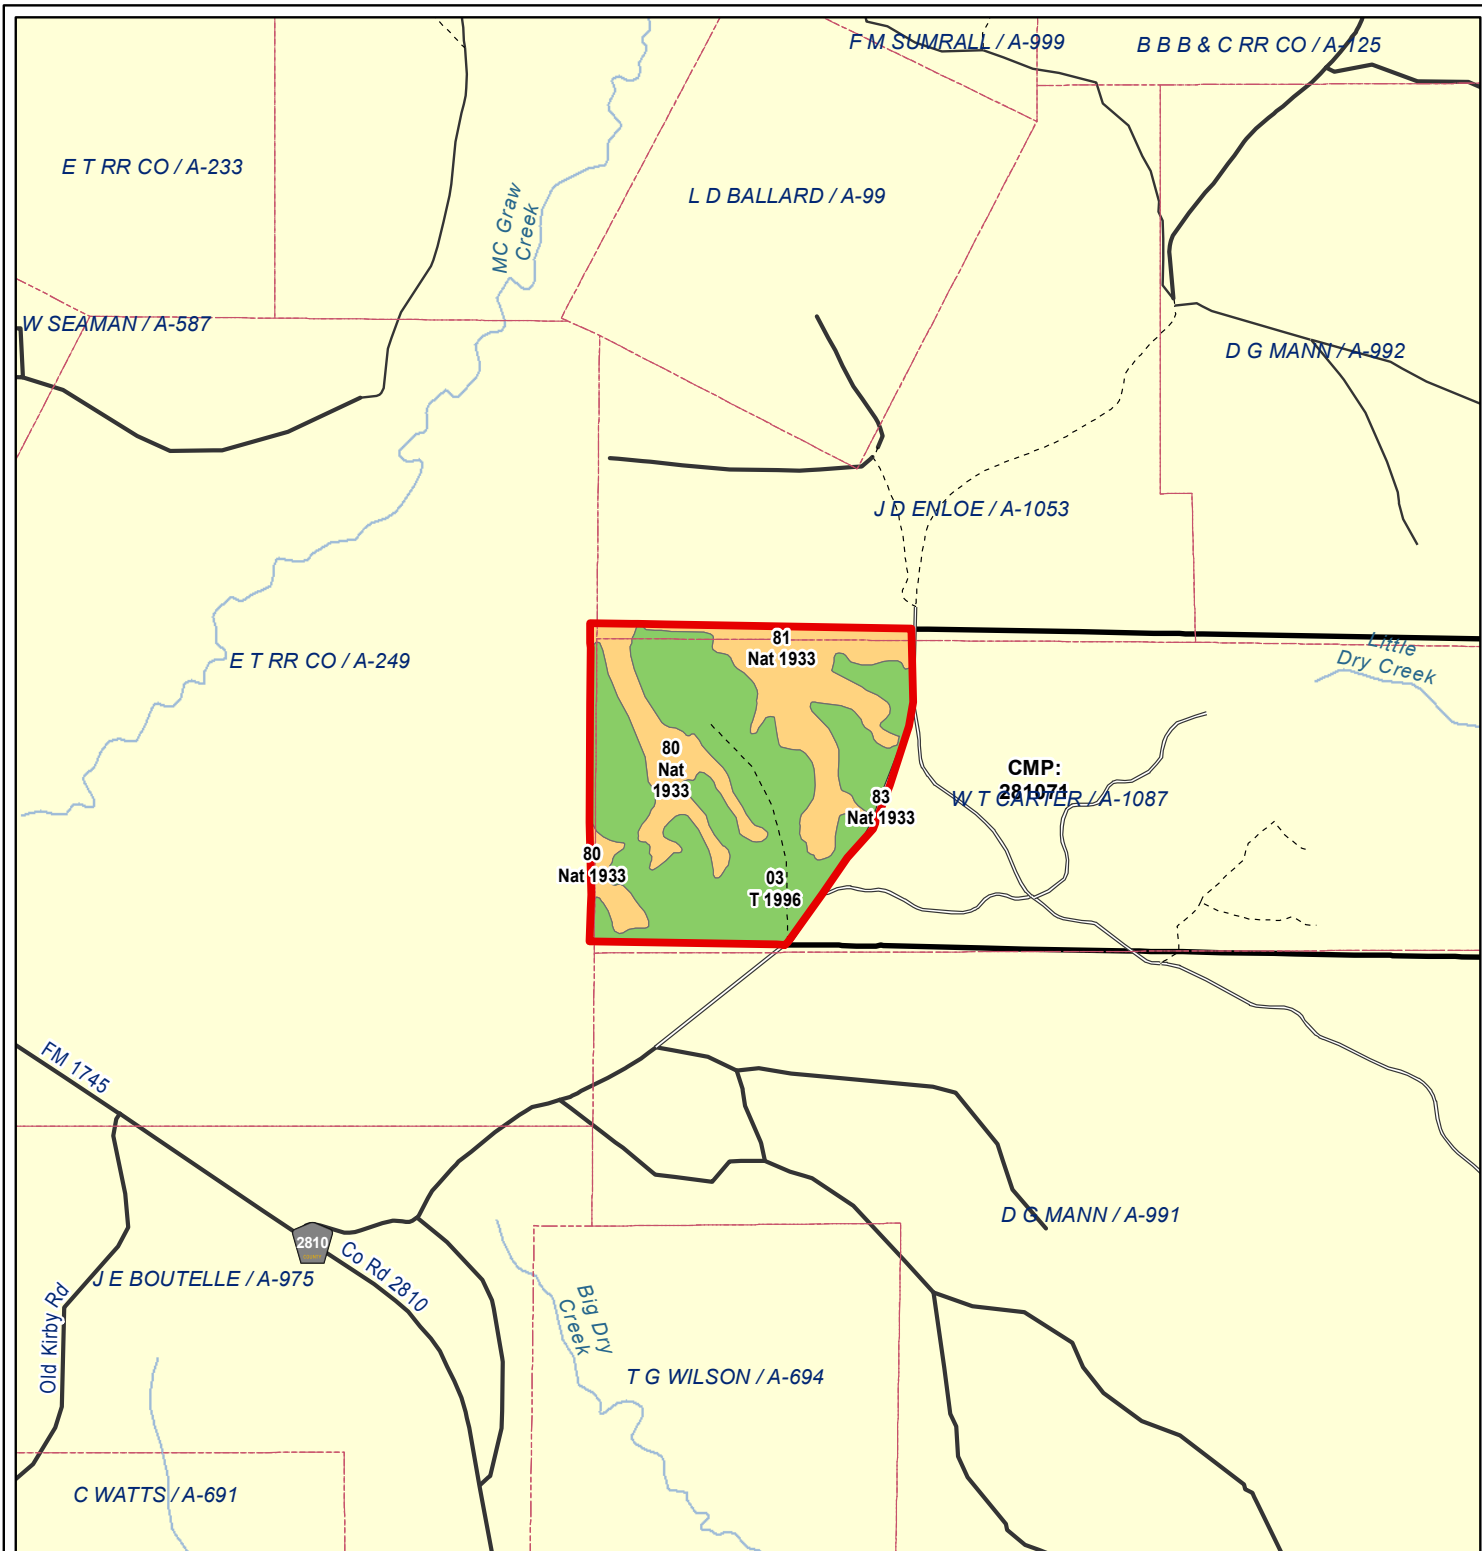 F M SUMRALL / A-999
B B B & C RR CO / A-125
E T RR CO / A-233
L D BALLARD / A-99
MC Graw
Creek
W SEAMAN / A-587
D G MANN / A-992
J D ENLOE / A-1053
81
Nat 1933
Little
Dry Creek
E T RR CO / A-249
80
Nat
1933
CMP:
281071
W T CARTER / A-1087
83
Nat 1933
80
Nat 1933
03
T 1996
FM 1745
D G MANN / A-991
2810
Co Rd 2810
J E BOUTELLE / A-975
Old Kirby Rd
Big Dry
Creek
T G WILSON / A-694
C WATTS / A-691